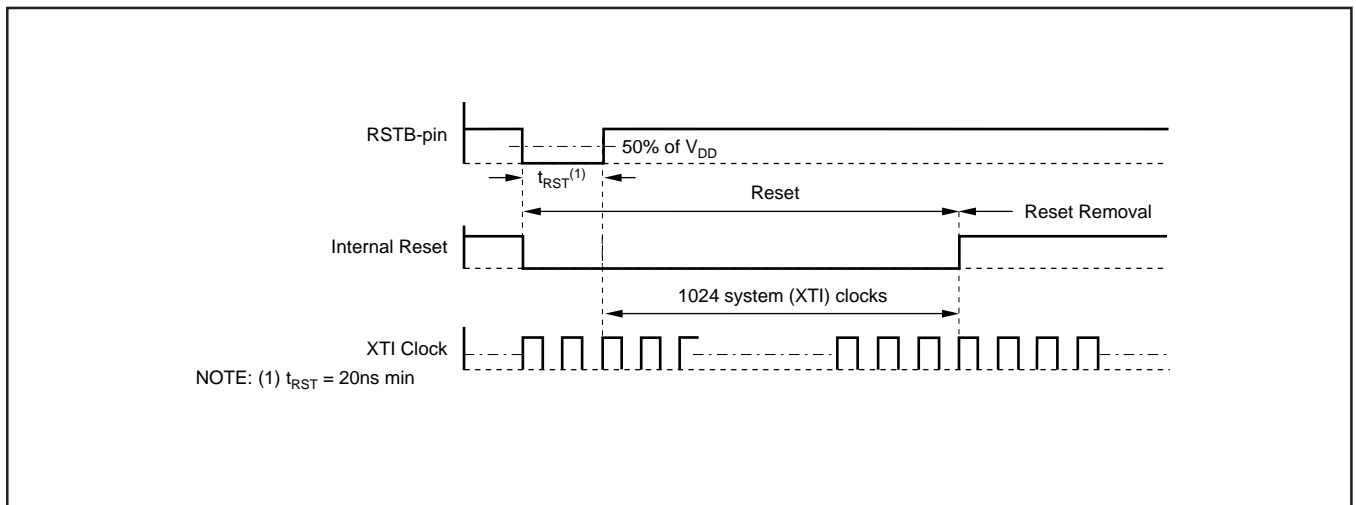 RSTB-pin
50% of VDD
tRST(1)
Reset
Reset Removal
Internal Reset
1024 system (XTI) clocks
XTI Clock
NOTE: (1) tRST = 20ns min